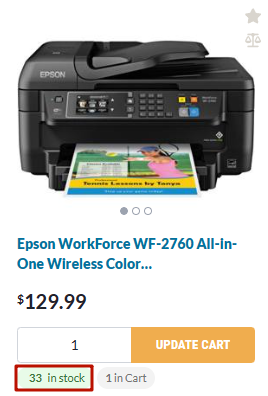 EPSON
Tennis Lessons by Tanya
Epson WorkForce WF-2760 All-in-
One Wireless Color...
$129.99
1
UPDATE CART
33 in stock
1 in Cart